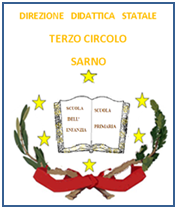 DIREZIONE DIDATTICA STATALE
TERZO CIRCOLO
SARNO
SCUOLA
DELL'
INFANZIA
SCUOLA
PRIMARIA